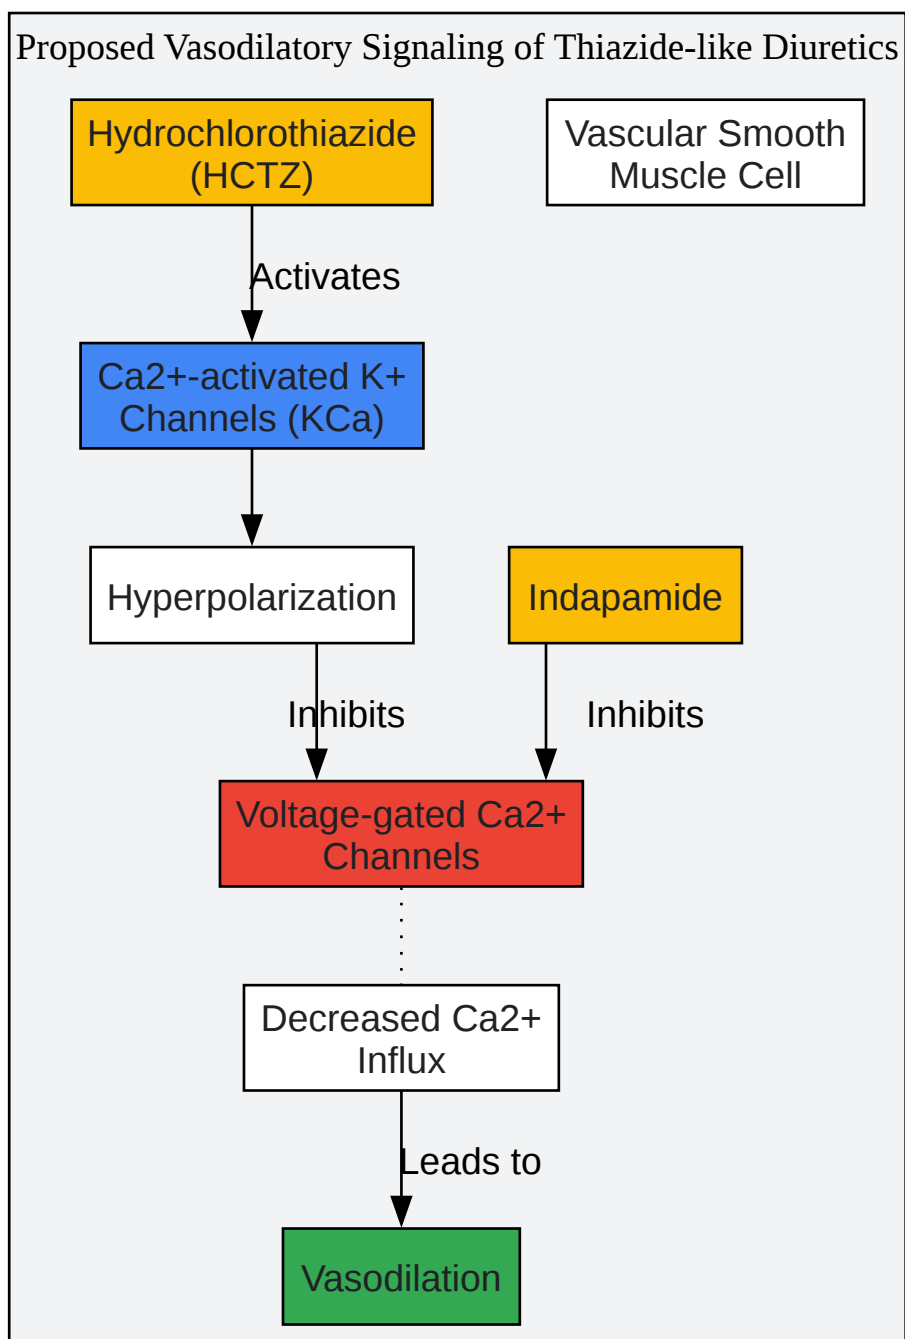 Proposed Vasodilatory Signaling of Thiazide-like Diuretics
Hydrochlorothiazide
(HCTZ)
Vascular Smooth
Muscle Cell
Activates
Ca2+-activated K+
Channels (KCa)
Hyperpolarization
Indapamide
Inhibits
Inhibits
Voltage-gated Ca2+
Channels
Decreased Ca2+
Influx
Leads to
Vasodilation